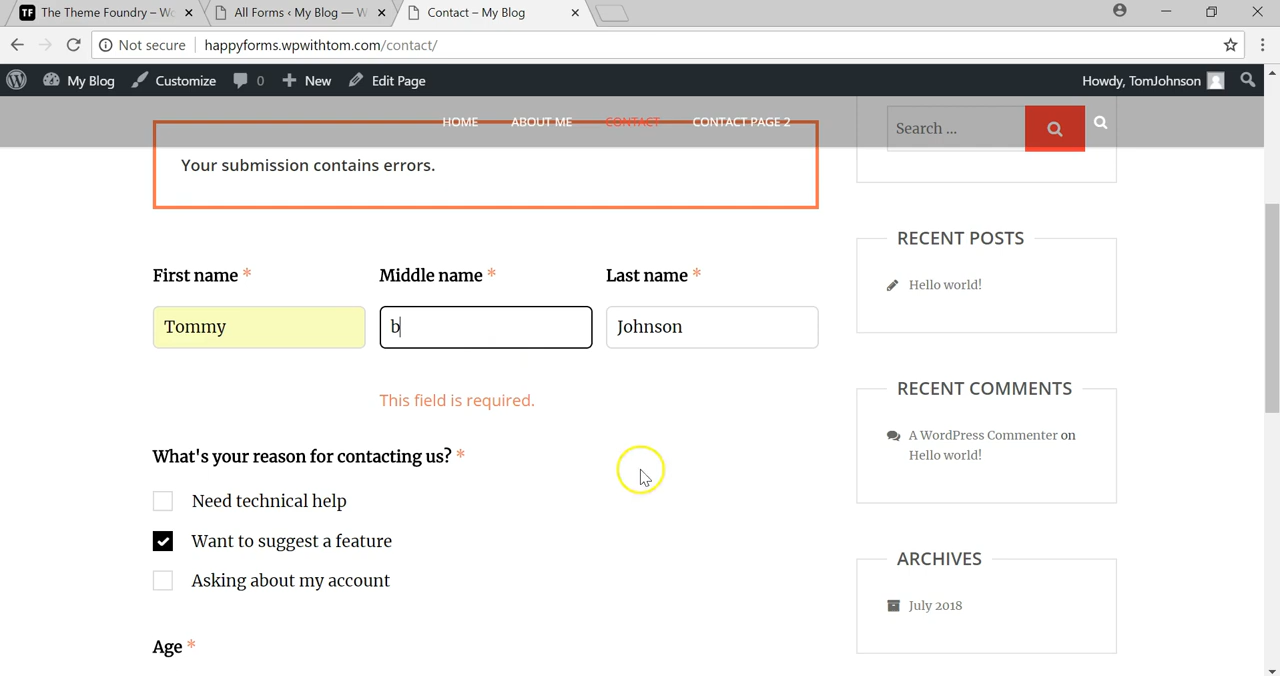 TF The Theme Foundry – Wo
All Forms ‹ My Blog — W
Contact – My Blog
Not secure
happyforms.wpwithtom.com/contact/
My Blog
Customize
0
New
Edit Page
Howdy, TomJohnson
HOME
ABOUT ME
CONTACT
CONTACT PAGE 2
Search ...
Your submission contains errors.
First name *
Middle name *
Last name *
Tommy
b
Johnson
This field is required.
What's your reason for contacting us? *
Need technical help
Want to suggest a feature
Asking about my account
Age *
RECENT POSTS
Hello world!
RECENT COMMENTS
A WordPress Commenter on
Hello world!
ARCHIVES
July 2018